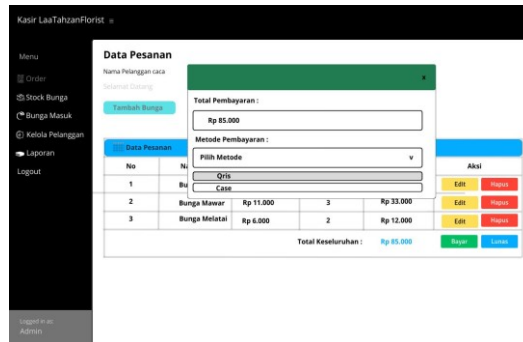 Kasir LaaTahzanFlorist ≡
Menu
Order
Stock Bunga
Bunga Masuk
Kelola Pelanggan
Laporan
Logout
Logged in as:
Admin
Data Pesanan
Nama Pelanggan caca
Selamat Datang
Tambah Bunga
x
Total Pembayaran :
Rp 85.000
Metode Pembayaran :
Pilih Metode v
Qris
Case
Data Pesanan
No Aksi
1 Edit Hapus
2 Bunga Mawar Rp 11.000 3 Rp 33.000 Edit Hapus
3 Bunga Melatai Rp 6.000 2 Rp 12.000 Edit Hapus
Total Keseluruhan : Rp 85.000 Bayar Lunas